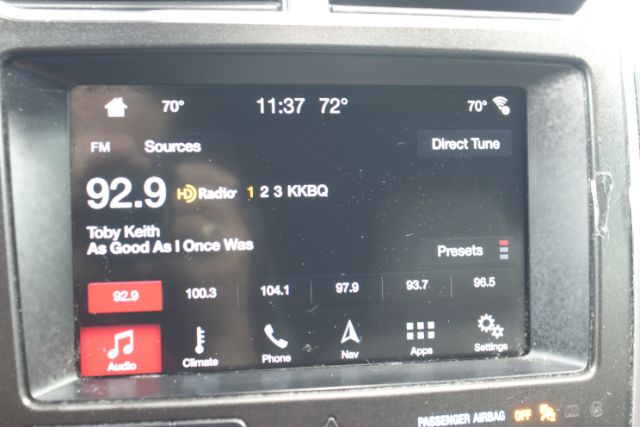 70° 11:37 72° 70°
FM Sources Direct Tune
92.9 HD Radio 1 2 3 KKBQ
Toby Keith
As Good As I Once Was
Presets
92.9 100.3 104.1 97.9 93.7 96.5
Audio Climate Phone Nav Apps Settings
PASSENGER AIRBAG OFF